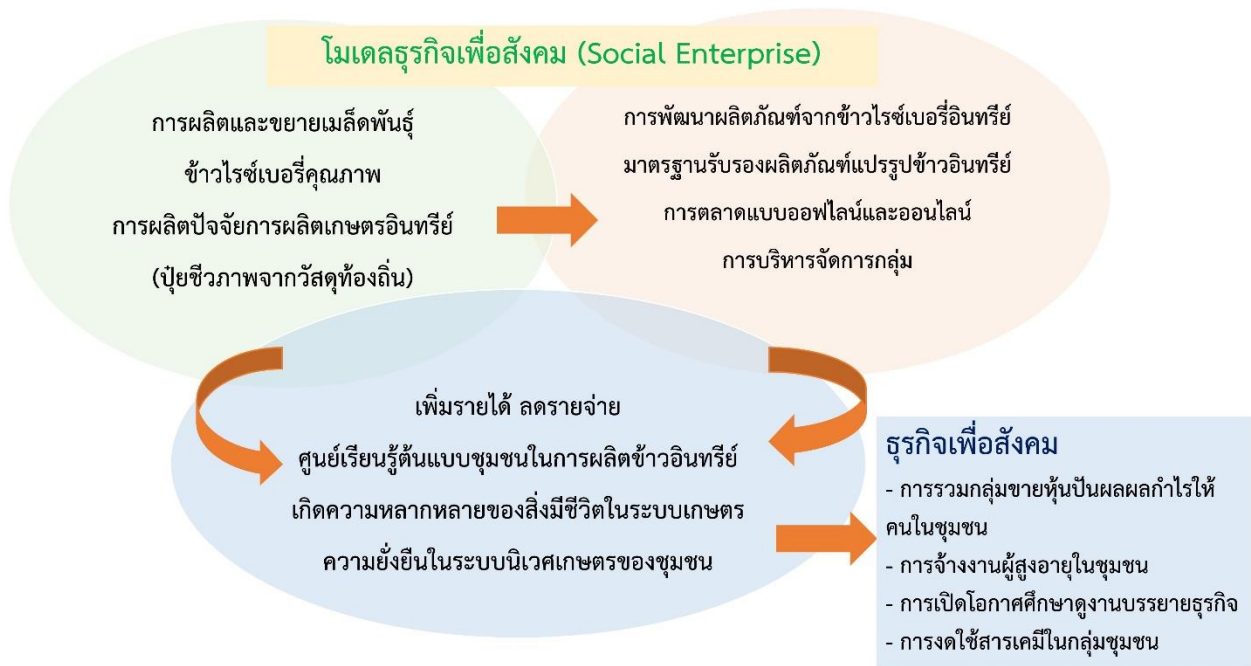 โมเดลธุรกิจเพื่อสังคม (Social Enterprise)
การผลิตและขยายเมล็ดพันธุ์
ข้าวไรซ์เบอรี่คุณภาพ
การผลิตปัจจัยการผลิตเกษตรอินทรีย์
(ปุ๋ยชีวภาพจากวัสดุท้องถิ่น)
การพัฒนาผลิตภัณฑ์จากข้าวไรซ์เบอรี่อินทรีย์
มาตรฐานรับรองผลิตภัณฑ์แปรรูปข้าวอินทรีย์
การตลาดแบบออฟไลน์และออนไลน์
การบริหารจัดการกลุ่ม
เพิ่มรายได้ ลดรายจ่าย
ศูนย์เรียนรู้ต้นแบบชุมชนในการผลิตข้าวอินทรีย์
เกิดความหลากหลายของสิ่งมีชีวิตในระบบเกษตร
ความยั่งยืนในระบบนิเวศเกษตรของชุมชน
ธุรกิจเพื่อสังคม
- การรวมกลุ่มขายหุ้นปันผลผลกำไรให้
คนในชุมชน
- การจ้างงานผู้สูงอายุในชุมชน
- การเปิดโอกาสศึกษาดูงานบรรยายธุรกิจ
- การงดใช้สารเคมีในกลุ่มชุมชน